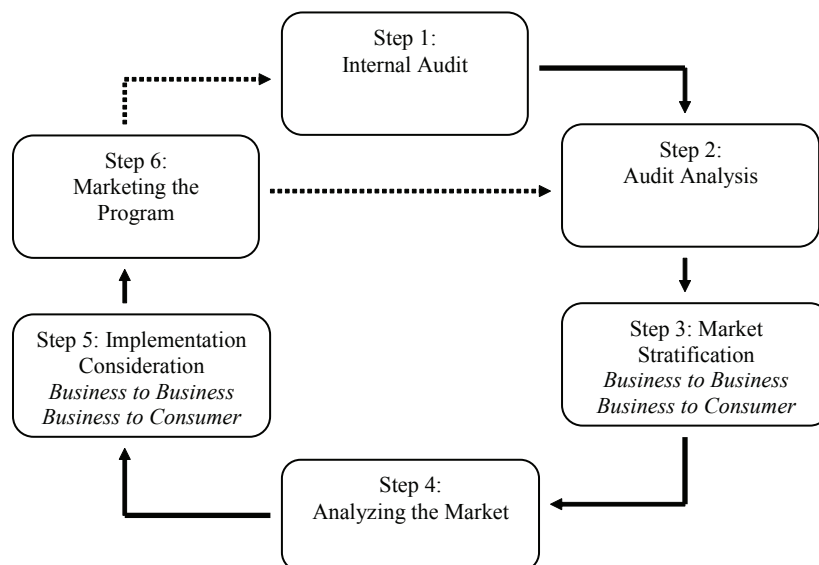 Step 1:
Internal Audit
Step 2:
Audit Analysis
Step 3: Market
Stratification
Business to Business
Business to Consumer
Step 4:
Analyzing the Market
Step 5: Implementation
Consideration
Business to Business
Business to Consumer
Step 6:
Marketing the
Program